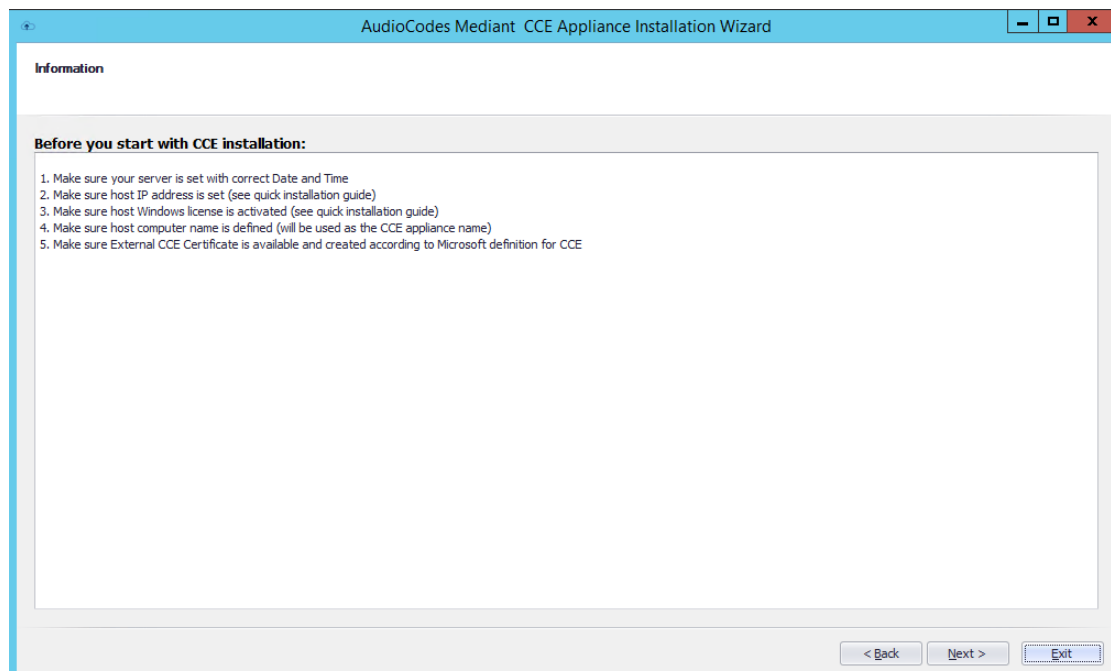 AudioCodes Mediant CCE Appliance Installation Wizard
Information
Before you start with CCE installation:
1. Make sure your server is set with correct Date and Time
2. Make sure host IP address is set (see quick installation guide)
3. Make sure host Windows license is activated (see quick installation guide)
4. Make sure host computer name is defined (will be used as the CCE appliance name)
5. Make sure External CCE Certificate is available and created according to Microsoft definition for CCE
< Back Next > Exit